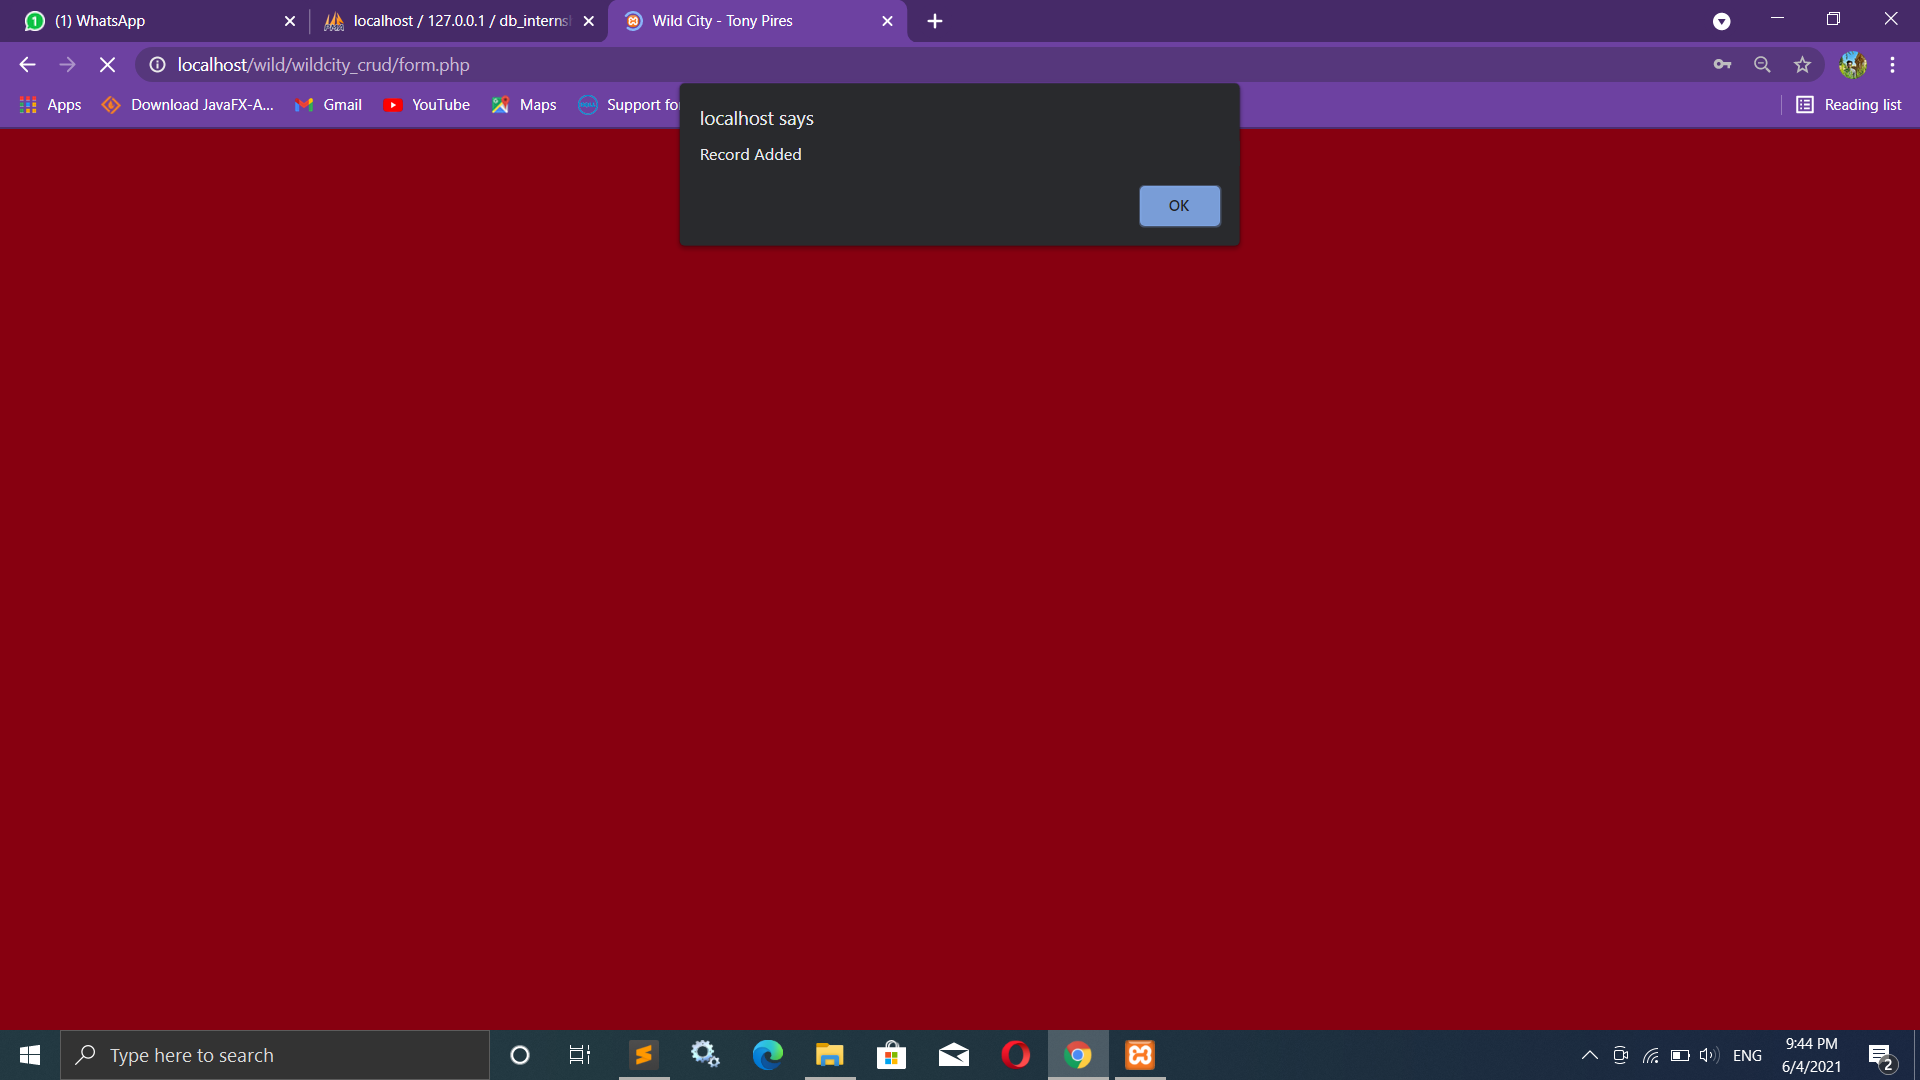 (1) WhatsApp
localhost / 127.0.0.1 / db_interns
Wild City - Tony Pires
localhost/wild/wildcity_crud/form.php
Apps
Download JavaFX-A...
Gmail
YouTube
Maps
Support fo
Reading list
localhost says
Record Added
OK
Type here to search
ENG
9:44 PM
6/4/2021
2